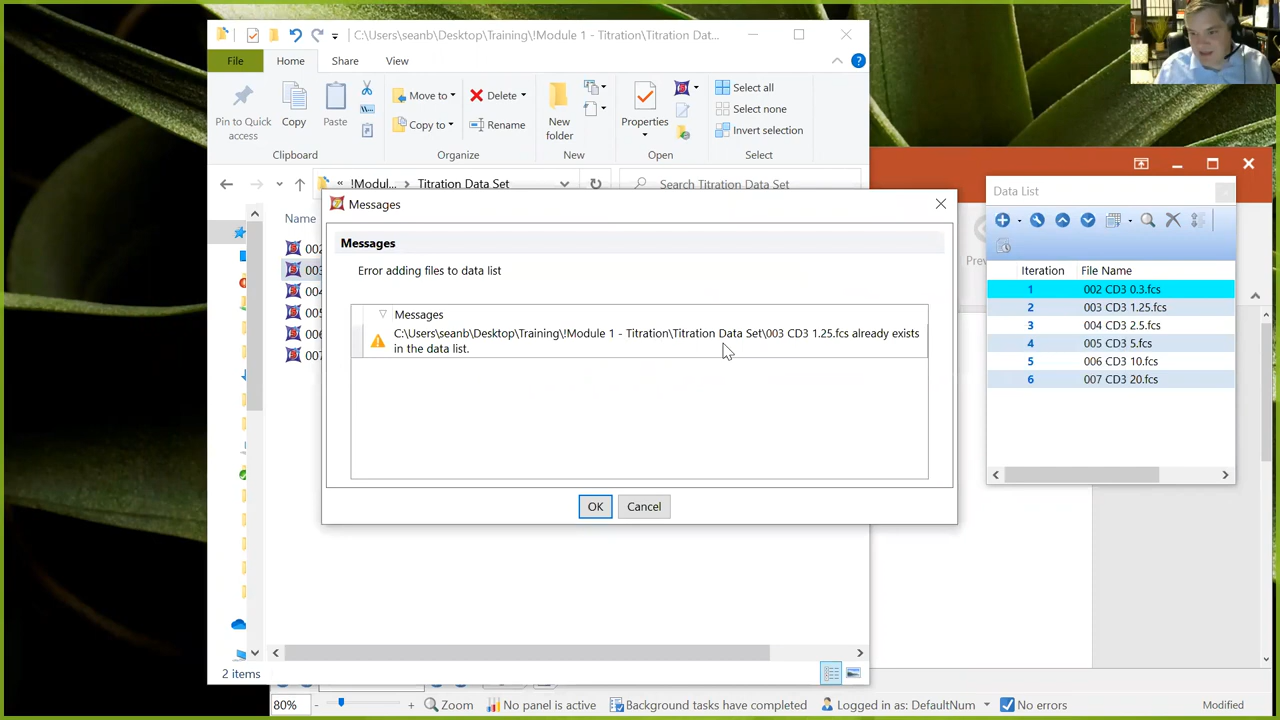 C:\Users\seanb\Desktop\Training\!Module 1 - Titration\Titration Dat...
File
Home
Share
View
Pin to Quick
access
Copy
Paste
Move to
Copy to
Delete
Rename
New
folder
Properties
Select all
Select none
Invert selection
Clipboard
Organize
New
Open
Select
« !Modul... > Titration Data Set
Search Titration Data Set
Name
002
003
004
005
006
007
2 items
Messages
Messages
Error adding files to data list
Messages
C:\Users\seanb\Desktop\Training\!Module 1 - Titration\Titration Data Set\003 CD3 1.25.fcs already exists
in the data list.
OK
Cancel
Data List
Iteration File Name
1 002 CD3 0.3.fcs
2 003 CD3 1.25.fcs
3 004 CD3 2.5.fcs
4 005 CD3 5.fcs
5 006 CD3 10.fcs
6 007 CD3 20.fcs
80% - + Zoom No panel is active Background tasks have completed Logged in as: DefaultNum No errors Modified